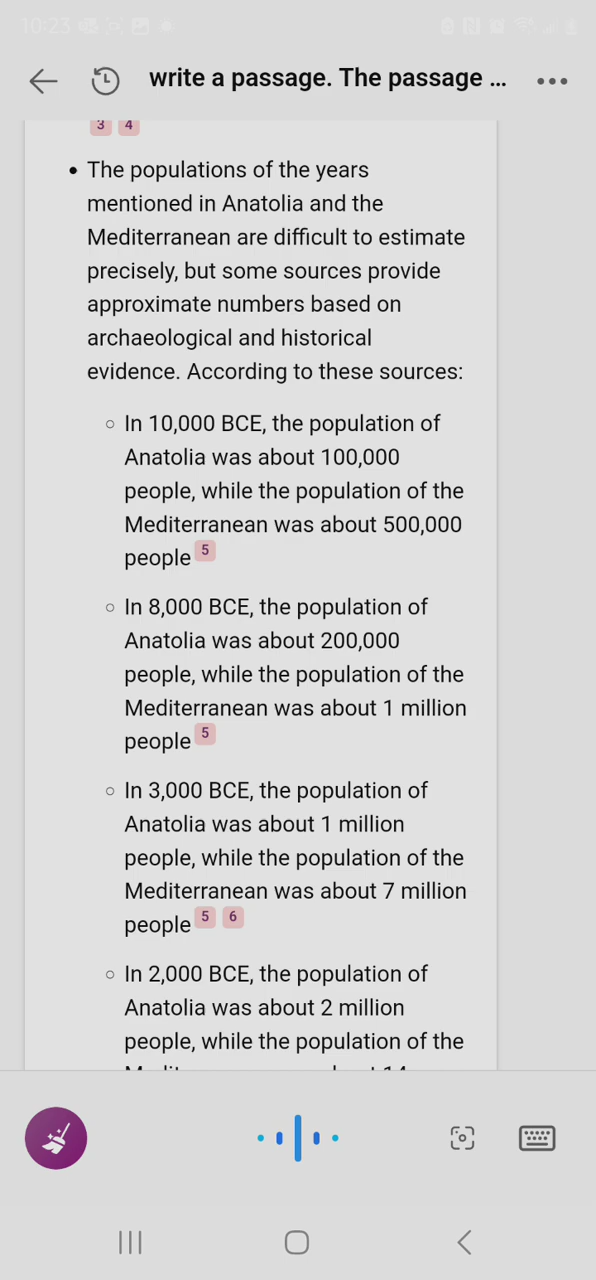 10:23
write a passage. The passage ...
3 4
• The populations of the years
mentioned in Anatolia and the
Mediterranean are difficult to estimate
precisely, but some sources provide
approximate numbers based on
archaeological and historical
evidence. According to these sources:
○ In 10,000 BCE, the population of
Anatolia was about 100,000
people, while the population of the
Mediterranean was about 500,000
people 5
○ In 8,000 BCE, the population of
Anatolia was about 200,000
people, while the population of the
Mediterranean was about 1 million
people 5
○ In 3,000 BCE, the population of
Anatolia was about 1 million
people, while the population of the
Mediterranean was about 7 million
people 5 6
○ In 2,000 BCE, the population of
Anatolia was about 2 million
people, while the population of the